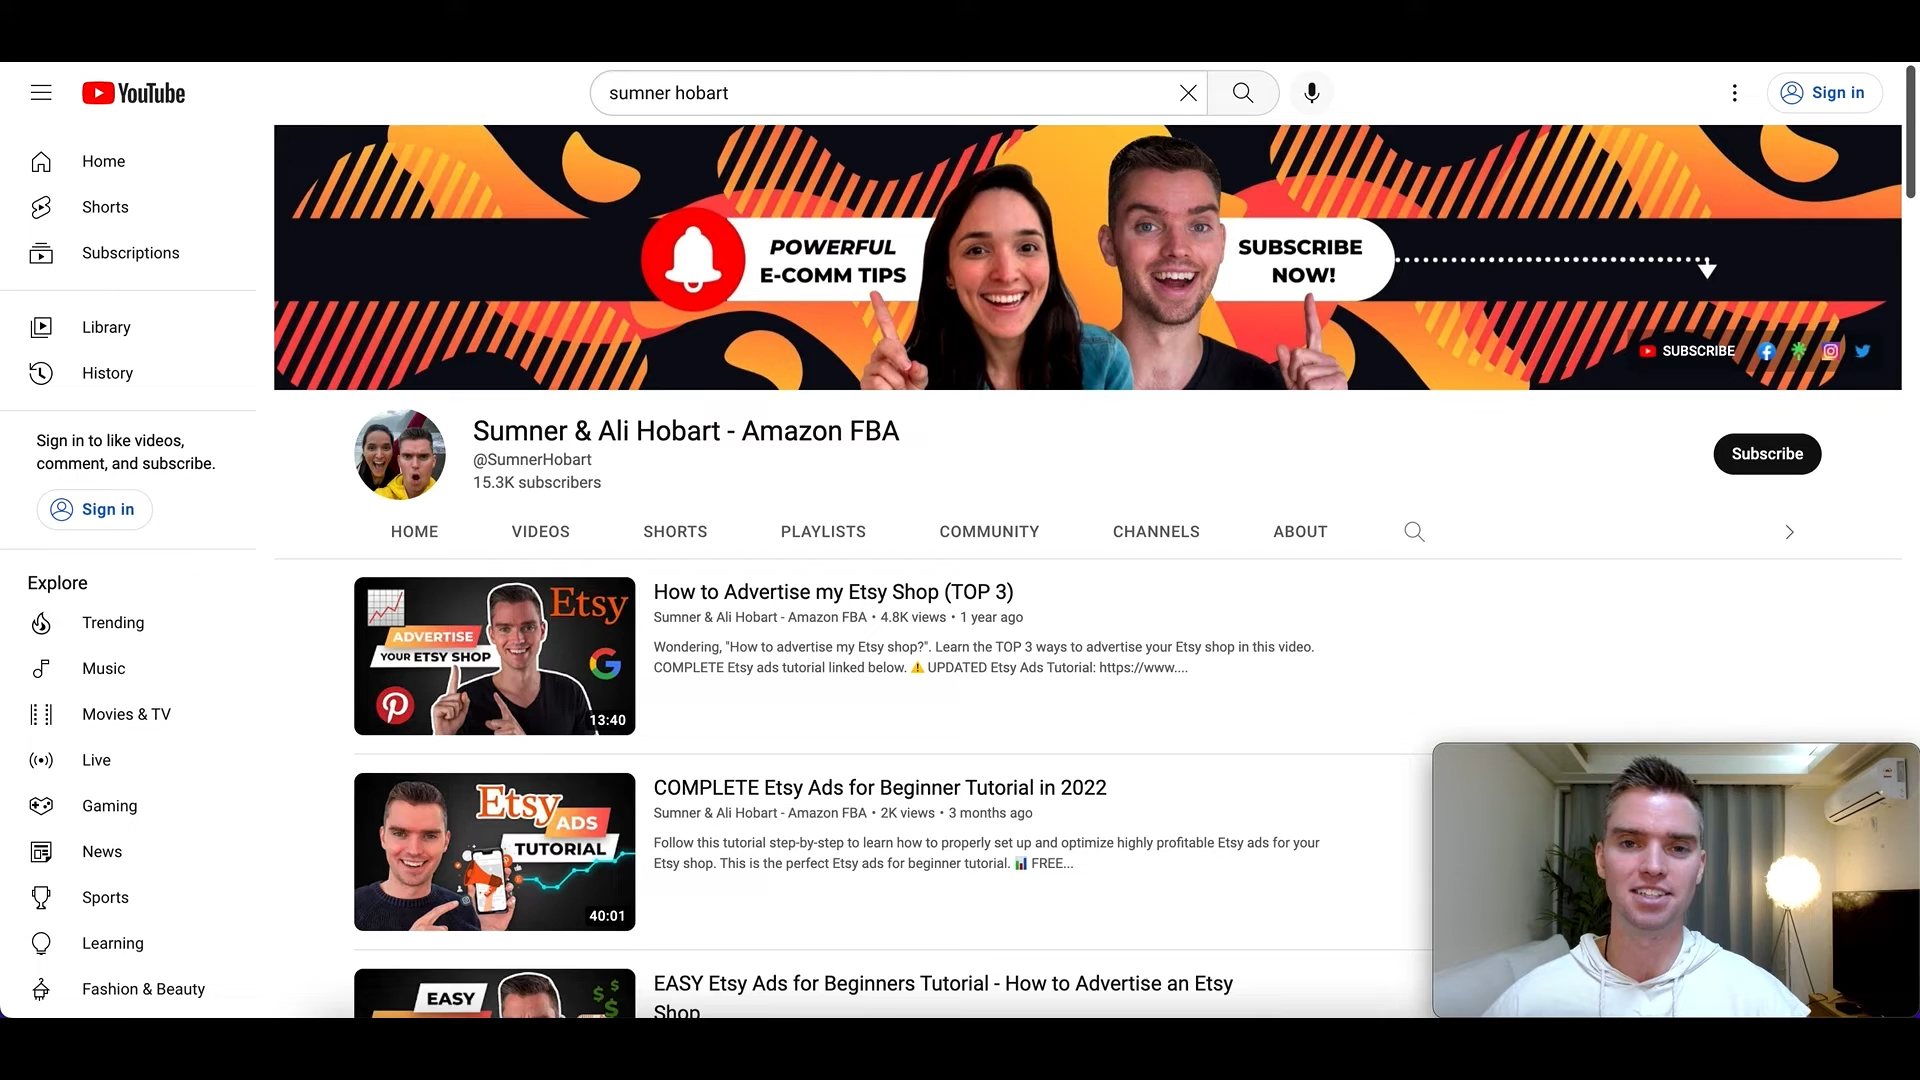 YouTube
sumner hobart
Sign in
Home
Shorts
Subscriptions
Library
History
Sign in to like videos,
comment, and subscribe.
Sign in
Explore
Trending
Music
Movies & TV
Live
Gaming
News
Sports
Learning
Fashion & Beauty
POWERFUL
E-COMM TIPS
SUBSCRIBE
NOW!
SUBSCRIBE
Sumner & Ali Hobart - Amazon FBA
@SumnerHobart
15.3K subscribers
Subscribe
HOME VIDEOS SHORTS PLAYLISTS COMMUNITY CHANNELS ABOUT
Etsy
ADVERTISE
YOUR ETSY SHOP
13:40
How to Advertise my Etsy Shop (TOP 3)
Sumner & Ali Hobart - Amazon FBA • 4.8K views • 1 year ago
Wondering, "How to advertise my Etsy shop?". Learn the TOP 3 ways to advertise your Etsy shop in this video.
COMPLETE Etsy ads tutorial linked below. ⚠️ UPDATED Etsy Ads Tutorial: https://www....
Etsy
ADS
TUTORIAL
40:01
COMPLETE Etsy Ads for Beginner Tutorial in 2022
Sumner & Ali Hobart - Amazon FBA • 2K views • 3 months ago
Follow this tutorial step-by-step to learn how to properly set up and optimize highly profitable Etsy ads for your
Etsy shop. This is the perfect Etsy ads for beginner tutorial. 📊 FREE...
EASY
EASY Etsy Ads for Beginners Tutorial - How to Advertise an Etsy
Shop